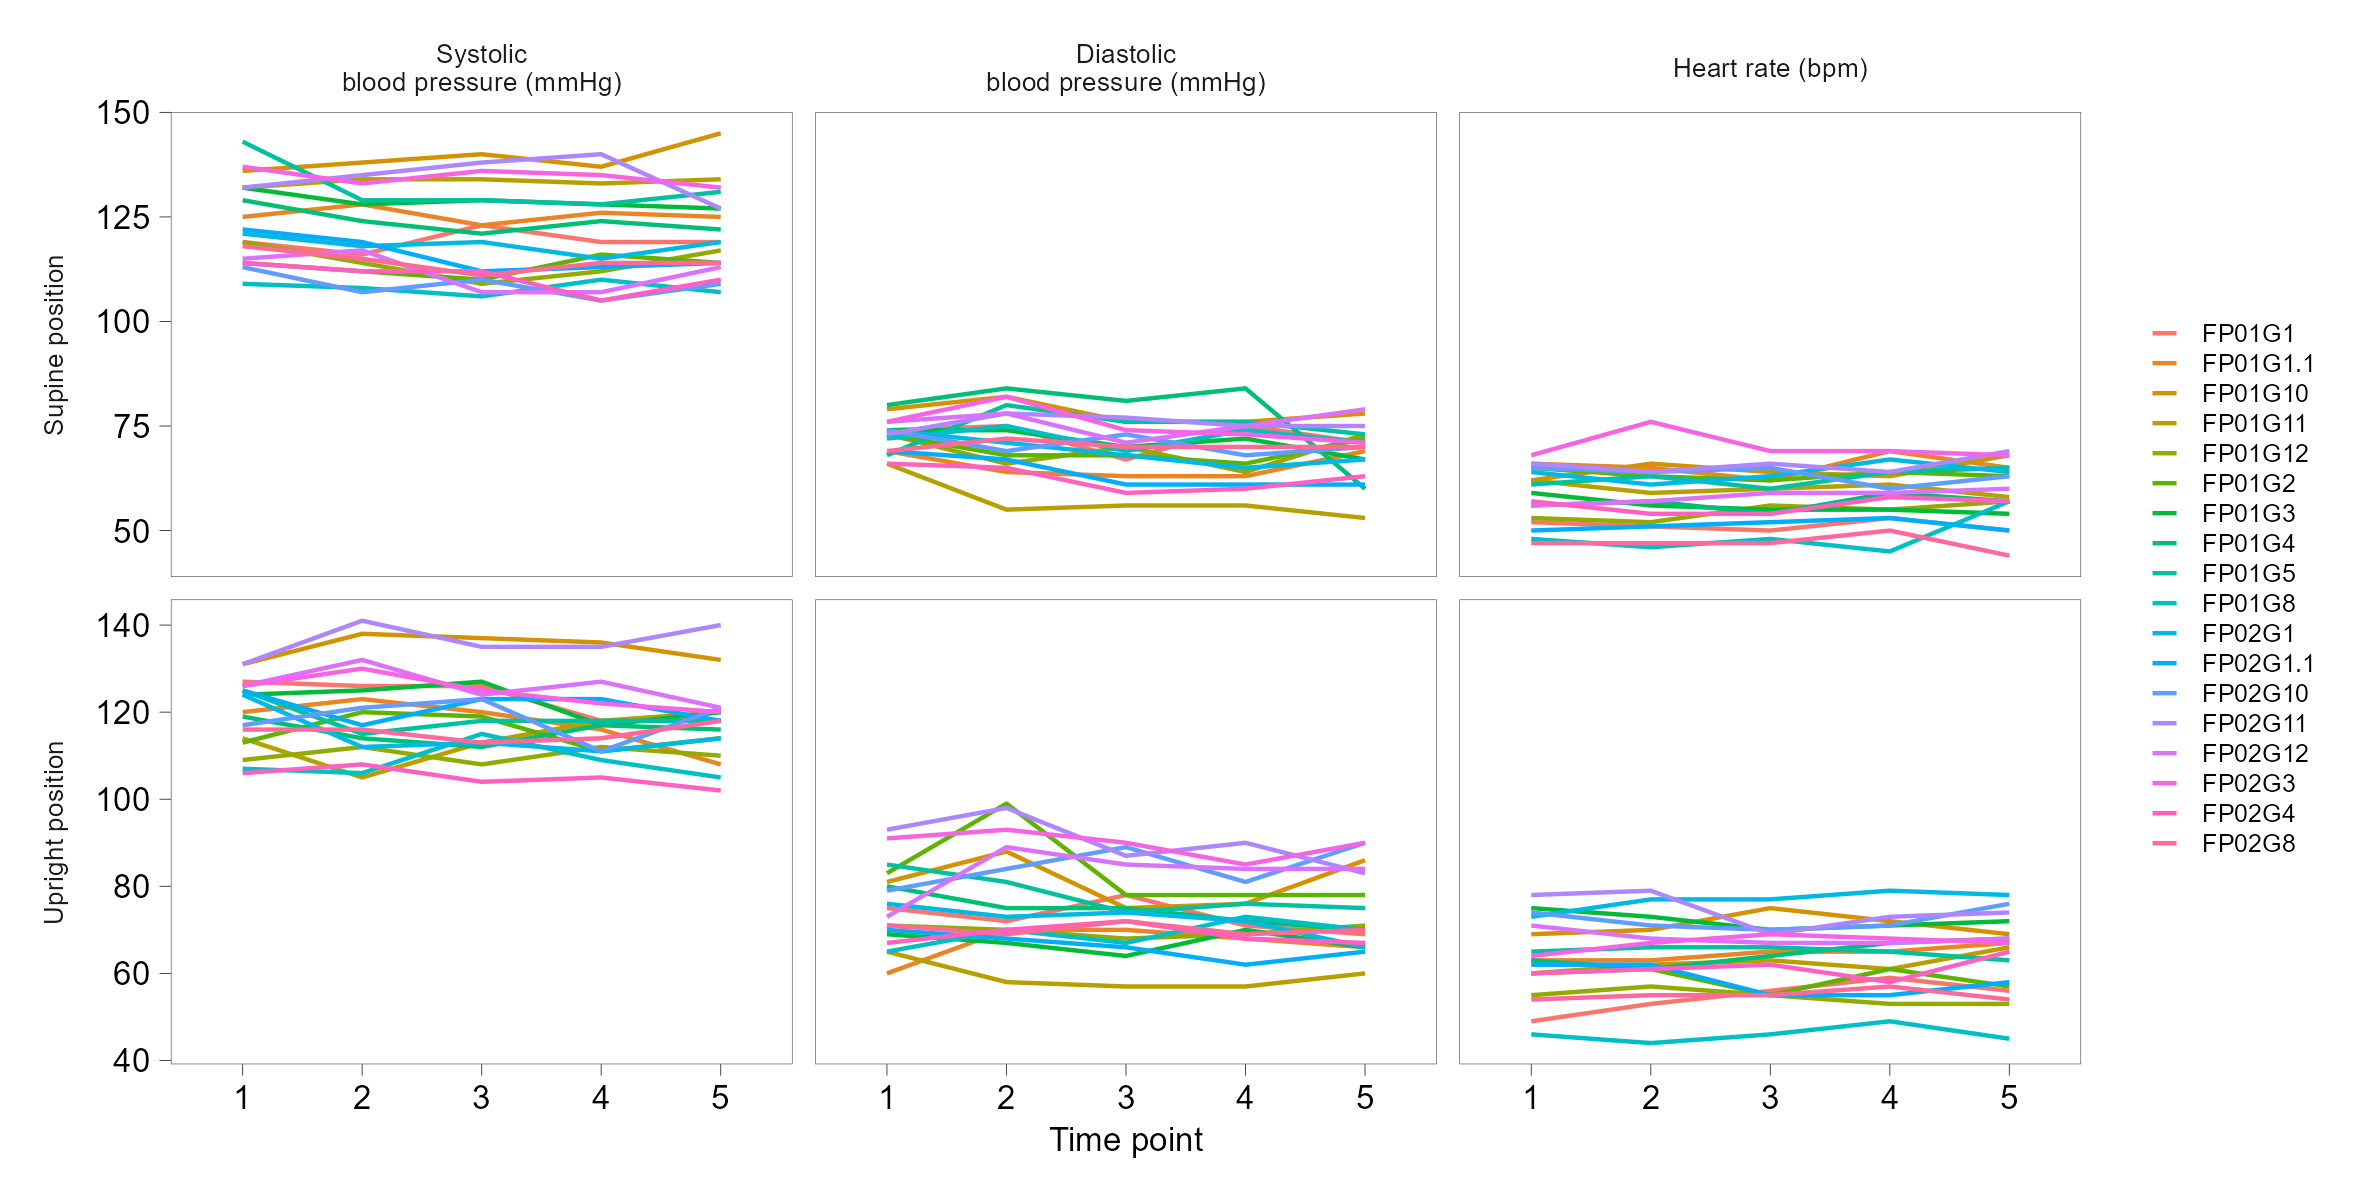 Systolic
blood pressure (mmHg)
Diastolic
blood pressure (mmHg)
Heart rate (bpm)
Supine position
150
125
100
75
50
Upright position
140
120
100
80
60
40
1 2 3 4 5
1 2 3 4 5
1 2 3 4 5
Time point
FP01G1
FP01G1.1
FP01G10
FP01G11
FP01G12
FP01G2
FP01G3
FP01G4
FP01G5
FP01G8
FP02G1
FP02G1.1
FP02G10
FP02G11
FP02G12
FP02G3
FP02G4
FP02G8